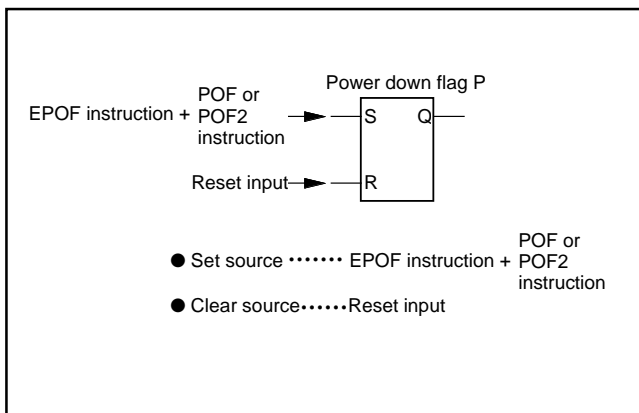 Power down flag P
EPOF instruction + POF or
POF2
instruction
S Q
Reset input
R
● Set source ······· EPOF instruction + POF or
POF2
instruction
● Clear source ······ Reset input